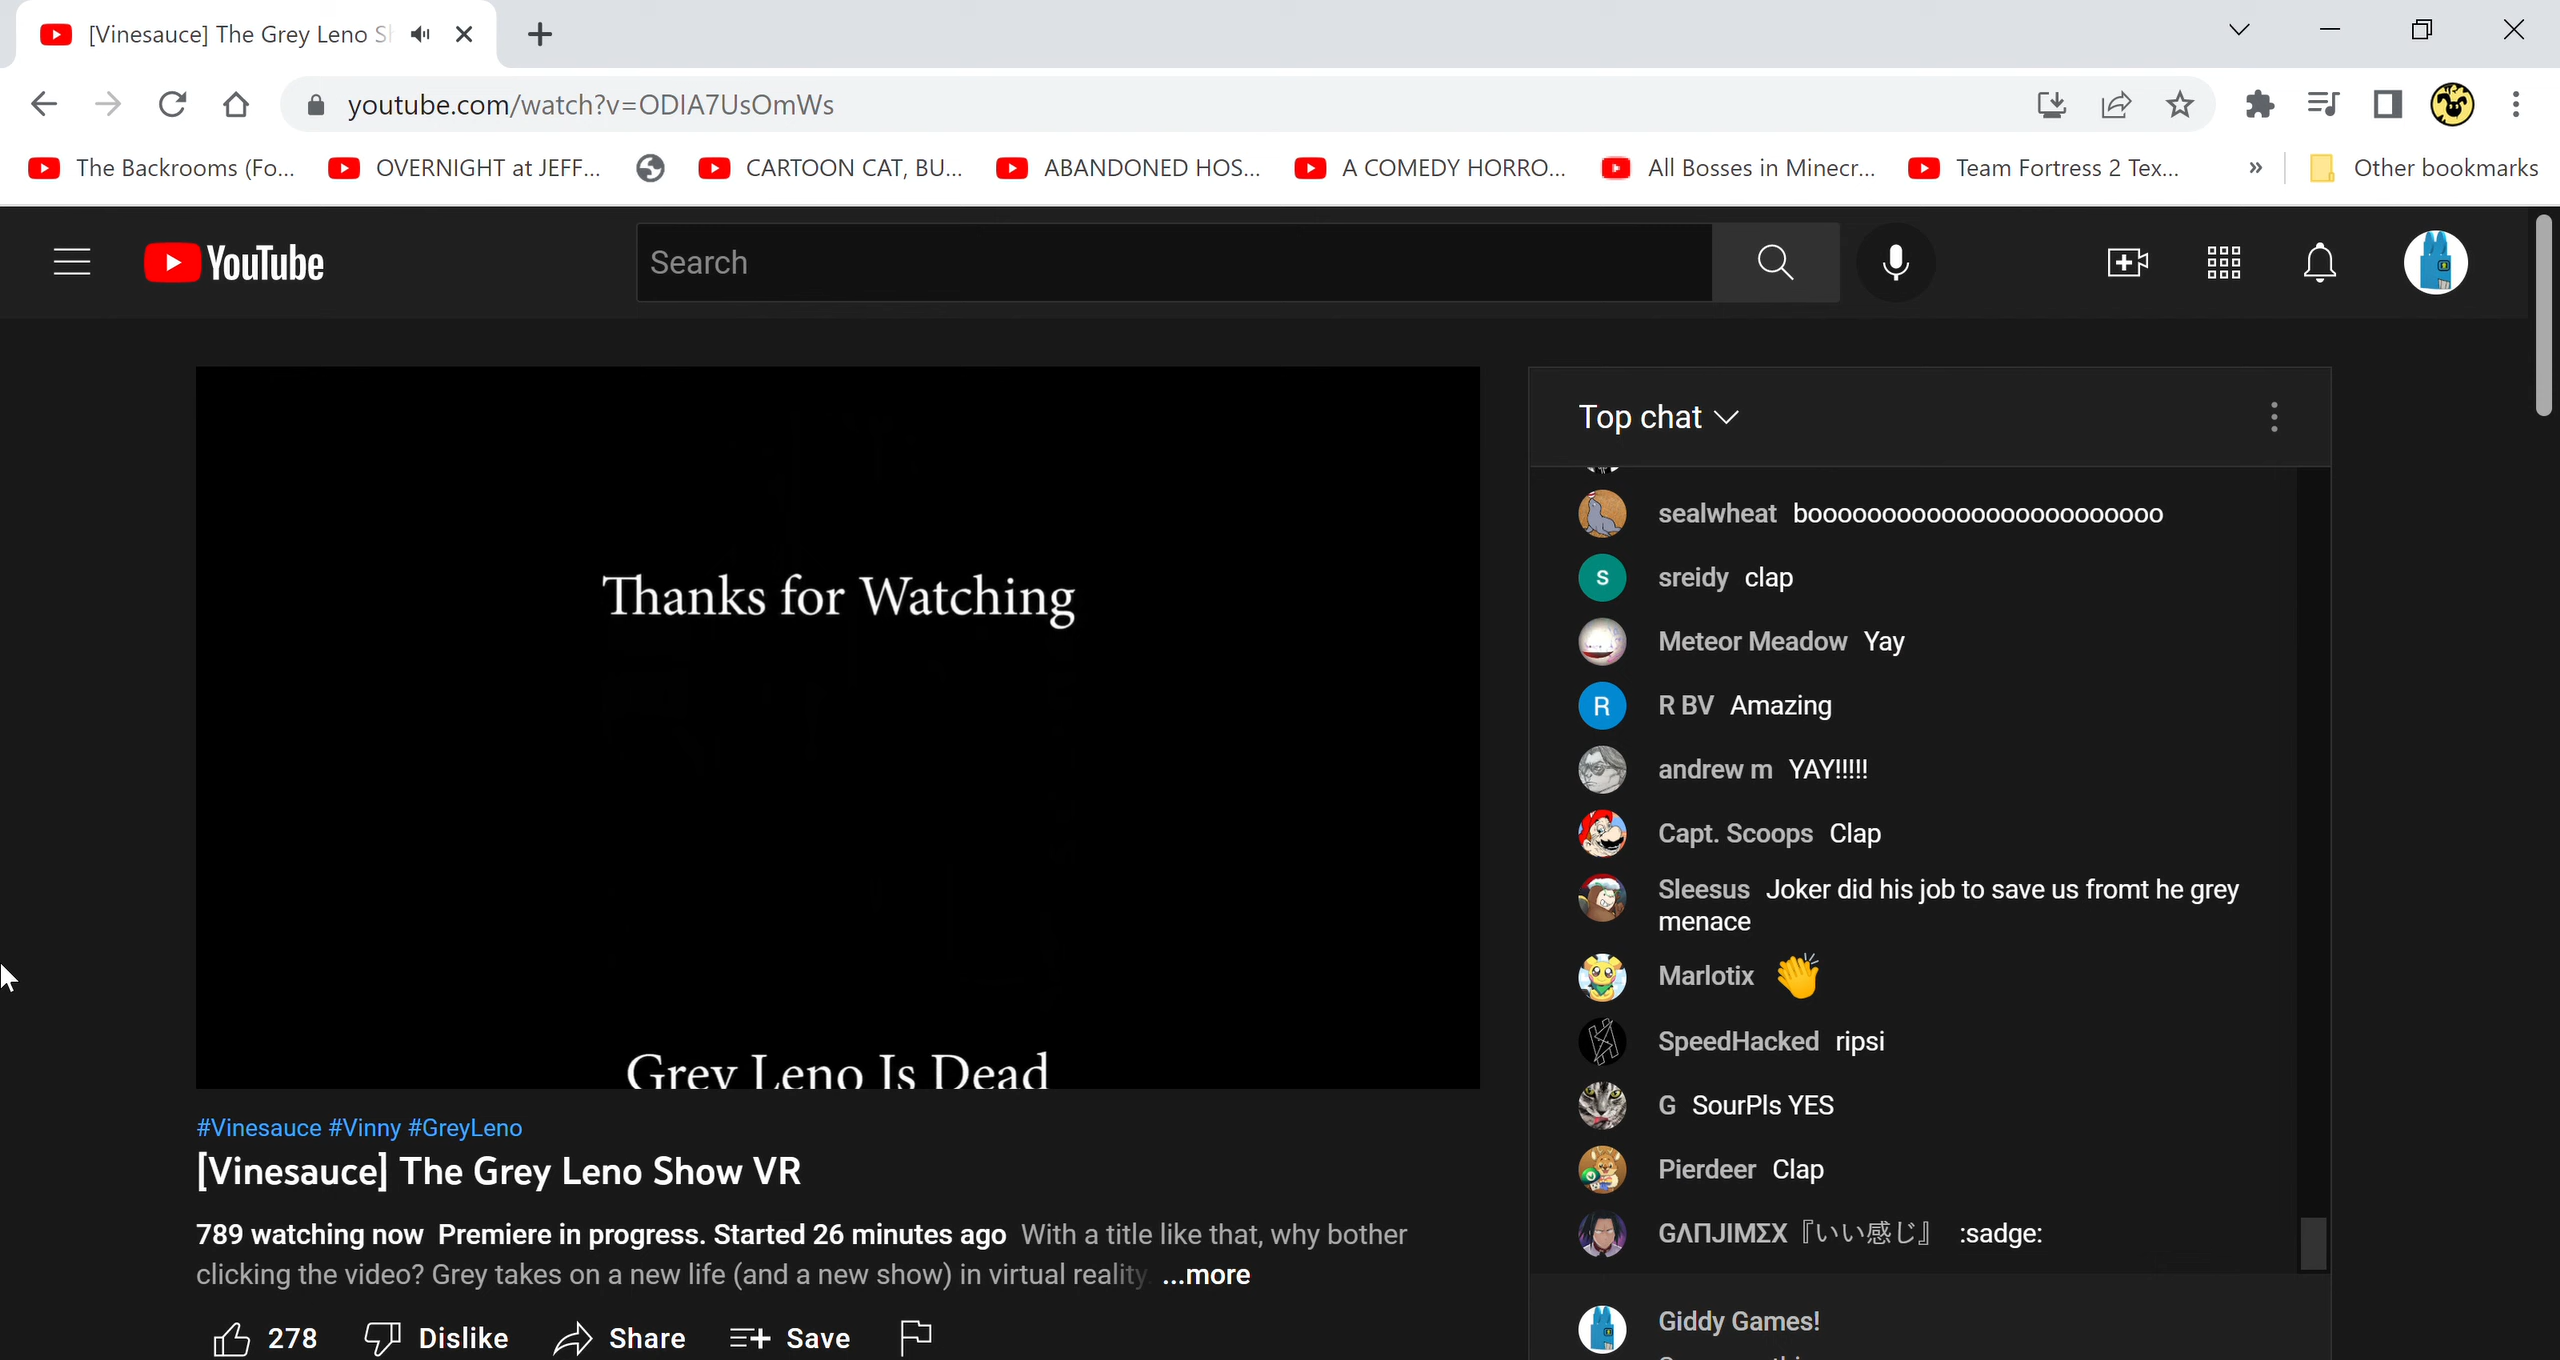 [Vinesauce] The Grey Leno
youtube.com/watch?v=ODIA7UsOmWs
The Backrooms (Fo...
OVERNIGHT at JEFF...
CARTOON CAT, BU...
ABANDONED HOS...
A COMEDY HORRO...
All Bosses in Minecr...
Team Fortress 2 Tex...
»
Other bookmarks
YouTube
Search
Thanks for Watching
Grey Leno Is Dead
#Vinesauce #Vinny #GreyLeno
[Vinesauce] The Grey Leno Show VR
789 watching now Premiere in progress. Started 26 minutes ago With a title like that, why bother
clicking the video? Grey takes on a new life (and a new show) in virtual reality ...more
278
Dislike
Share
Save
Top chat
sealwheat boooooooooooooooooooooooo
S
sreidy clap
Meteor Meadow Yay
R
R BV Amazing
andrew m YAY!!!!!
Capt. Scoops Clap
Sleesus Joker did his job to save us fromt he grey
menace
Marlotix 👏
SpeedHacked ripsi
G SourPls YES
Pierdeer Clap
GΛΠJIMΣX『いい感じ』 :sadge:
Giddy Games!